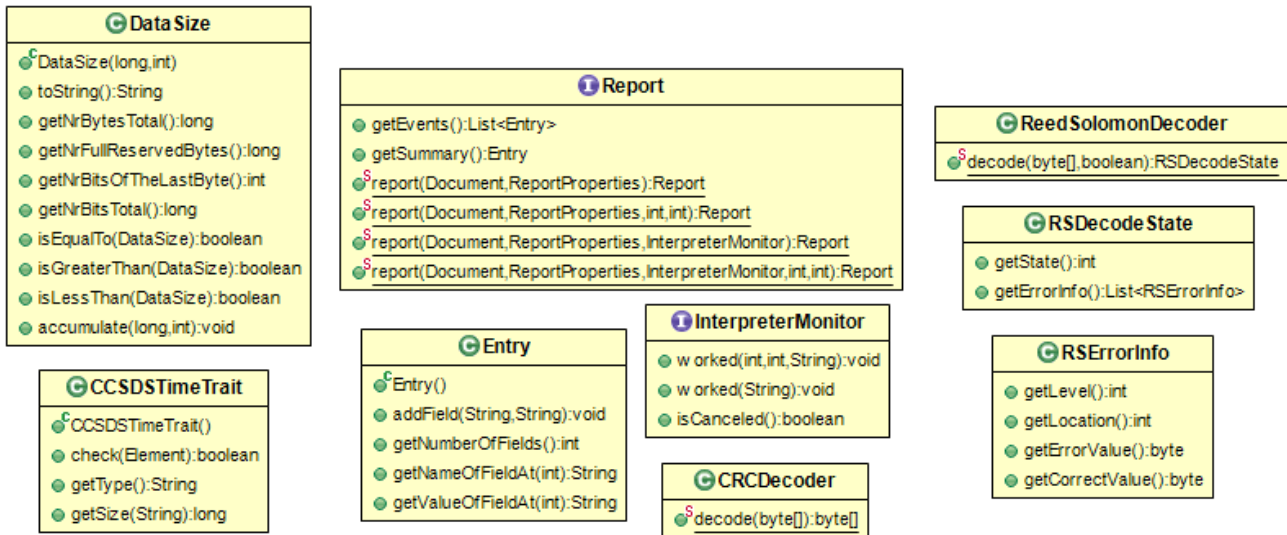 DataSize
DataSize(long,int)
toString():String
getNrBytesTotal():long
getNrFullReservedBytes():long
getNrBitsOfTheLastByte():int
getNrBitsTotal():long
isEqualTo(DataSize):boolean
isGreaterThan(DataSize):boolean
isLessThan(DataSize):boolean
accumulate(long,int):void
CCSDSTimeTrait
CCSDSTimeTrait()
check(Element):boolean
getType():String
getSize(String):long
Report
getEvents():List<Entry>
getSummary():Entry
report(Document,ReportProperties):Report
report(Document,ReportProperties,int,int):Report
report(Document,ReportProperties,InterpreterMonitor):Report
report(Document,ReportProperties,InterpreterMonitor,int,int):Report
Entry
Entry()
addField(String,String):void
getNumberOfFields():int
getNameOfFieldAt(int):String
getValueOfFieldAt(int):String
InterpreterMonitor
w orked(int,int,String):void
w orked(String):void
isCanceled():boolean
CRCDecoder
decode(byte[]):byte[]
ReedSolomonDecoder
decode(byte[],boolean):RSDecodeState
RSDecodeState
getState():int
getErrorInfo():List<RSErrorInfo>
RSErrorInfo
getLevel():int
getLocation():int
getErrorValue():byte
getCorrectValue():byte